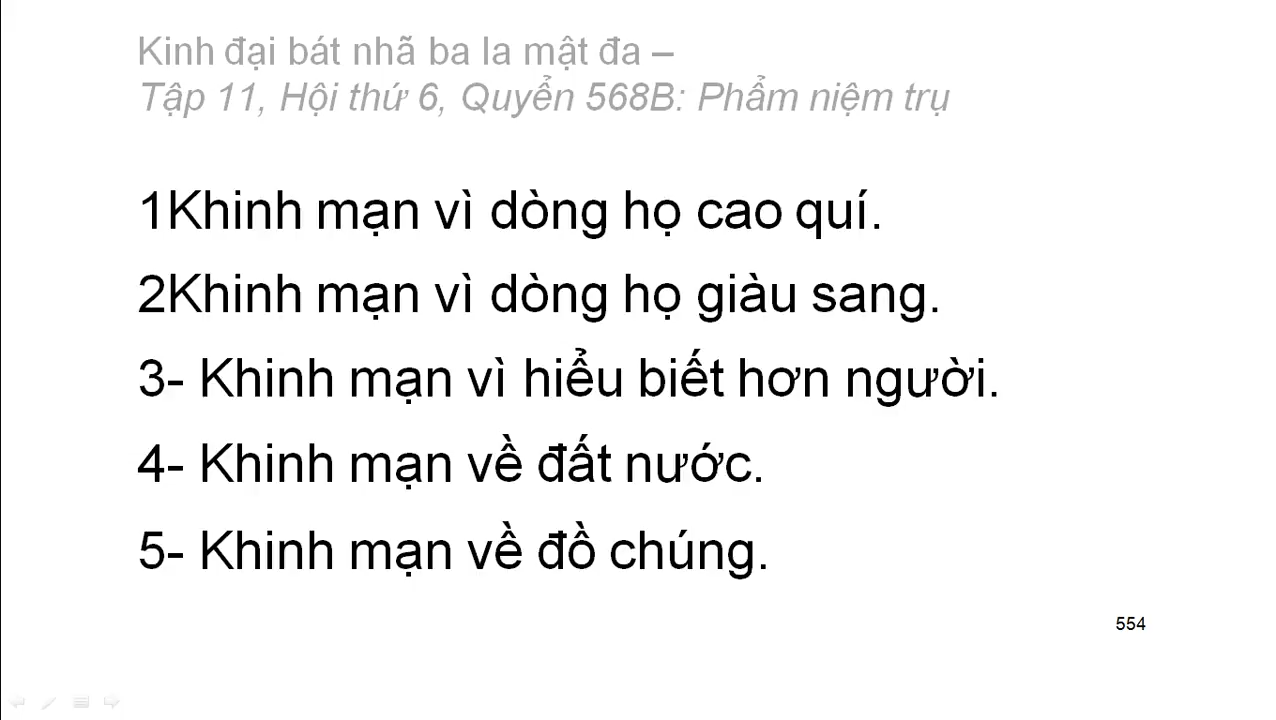 Kinh đại bát nhã ba la mật đa –
Tập 11, Hội thứ 6, Quyển 568B: Phẩm niệm trụ
1Khinh mạn vì dòng họ cao quí.
2Khinh mạn vì dòng họ giàu sang.
3- Khinh mạn vì hiểu biết hơn người.
4- Khinh mạn về đất nước.
5- Khinh mạn về đồ chúng.
554